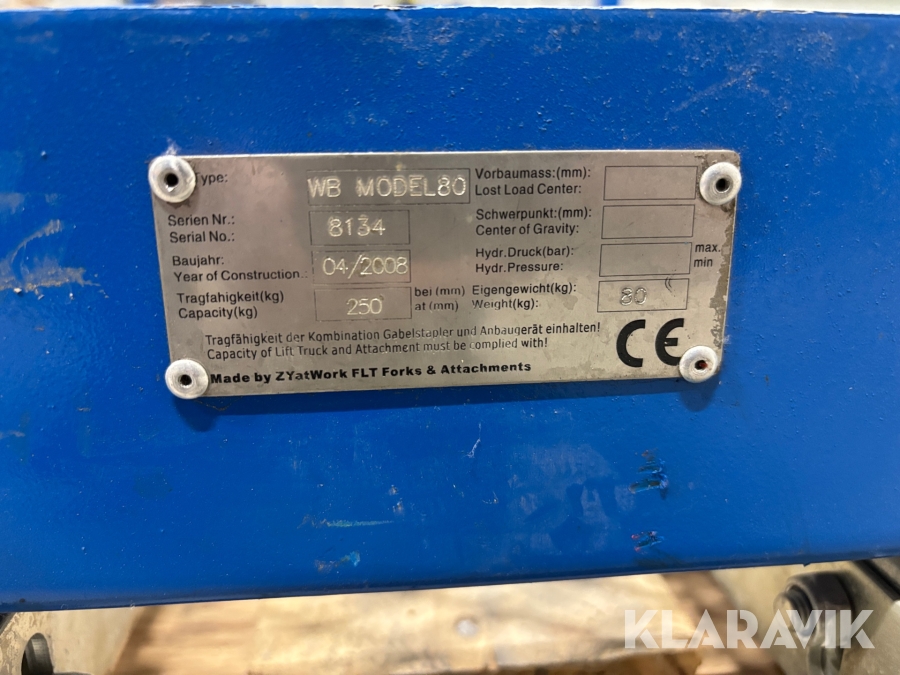 Type: WB MODEL80
Serien Nr.:
Serial No.: 8134
Baujahr:
Year of Construction.: 04/2008
Tragfahigkeit(kg)
Capacity(kg) 250 bei (mm)
at (mm)
Vorbaumass:(mm):
Lost Load Center:
Schwerpunkt:(mm):
Center of Gravity:
Hydr.Druck(bar):
Hydr.Pressure: max.
min
Eigengewicht(kg):
Weight(kg): 80
Tragfähigkeit der Kombination Gabelstapler und Anbaugerät einhalten!
Capacity of Lift Truck and Attachment must be complied with!
CE
Made by ZYatWork FLT Forks & Attachments
KLARAVIK